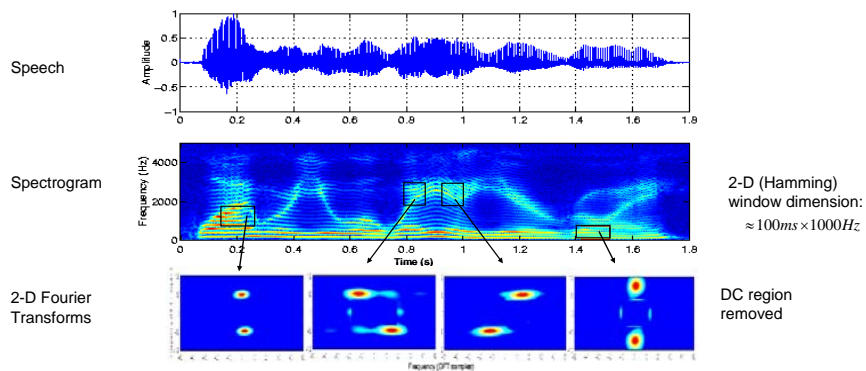 1
0.5
0
-0.5
-1
Amplitude
Speech
0 0.2 0.4 0.6 0.8 1 1.2 1.4 1.6 1.8
Spectrogram
Frequency (Hz)
4000
2000
0
0 0.2 0.4 0.6 0.8 1 1.2 1.4 1.6 1.8
Time (s)
2-D (Hamming)
window dimension:
≈100ms×1000Hz
2-D Fourier
Transforms
DC region
removed
Frequency (DFT samples)